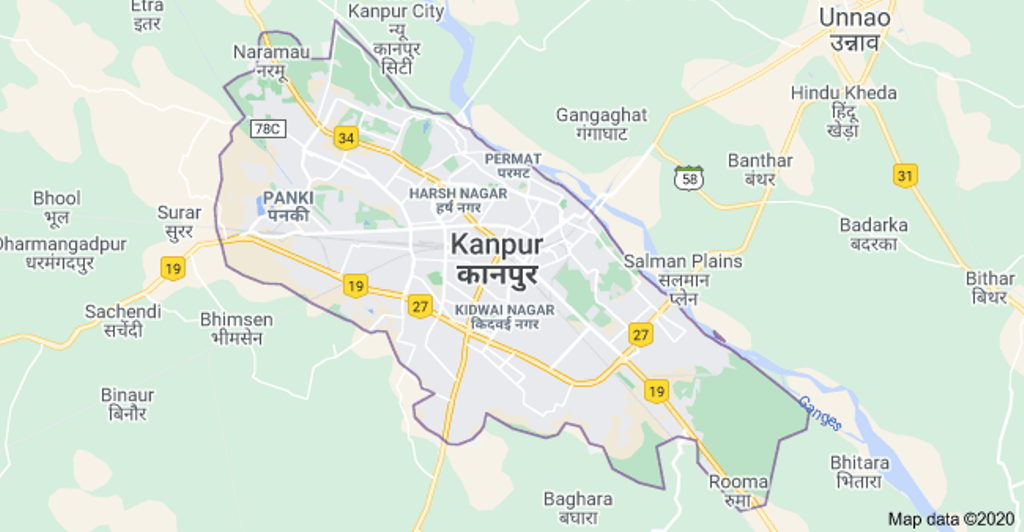 Etra
इतर
Kanpur City
न्यू
कानपुर
सिटी
Unnao
उन्नाव
Naramau
नरमू
Hindu Kheda
हिंदू
खेड़ा
Gangaghat
गंगाघाट
78C
34
PERMAT
परमट
Banthar
बंथर
58
31
Bhool
भूल
PANKI
पनकी
HARSH NAGAR
हर्ष नगर
Surar
सुरर
Badarka
बदरका
Dharmangadpur
धरमंगदपुर
Kanpur
कानपुर
Salman Plains
सलमान
प्लेन
19
19
Bithar
बिथर
27
Sachendi
सचेंदी
Bhimsen
भीमसेन
KIDWAI NAGAR
किदवई नगर
27
Binaur
बिनौर
19
Ganges
Bhitara
भितारा
Rooma
रुमा
Baghara
बघारा
Map data ©2020